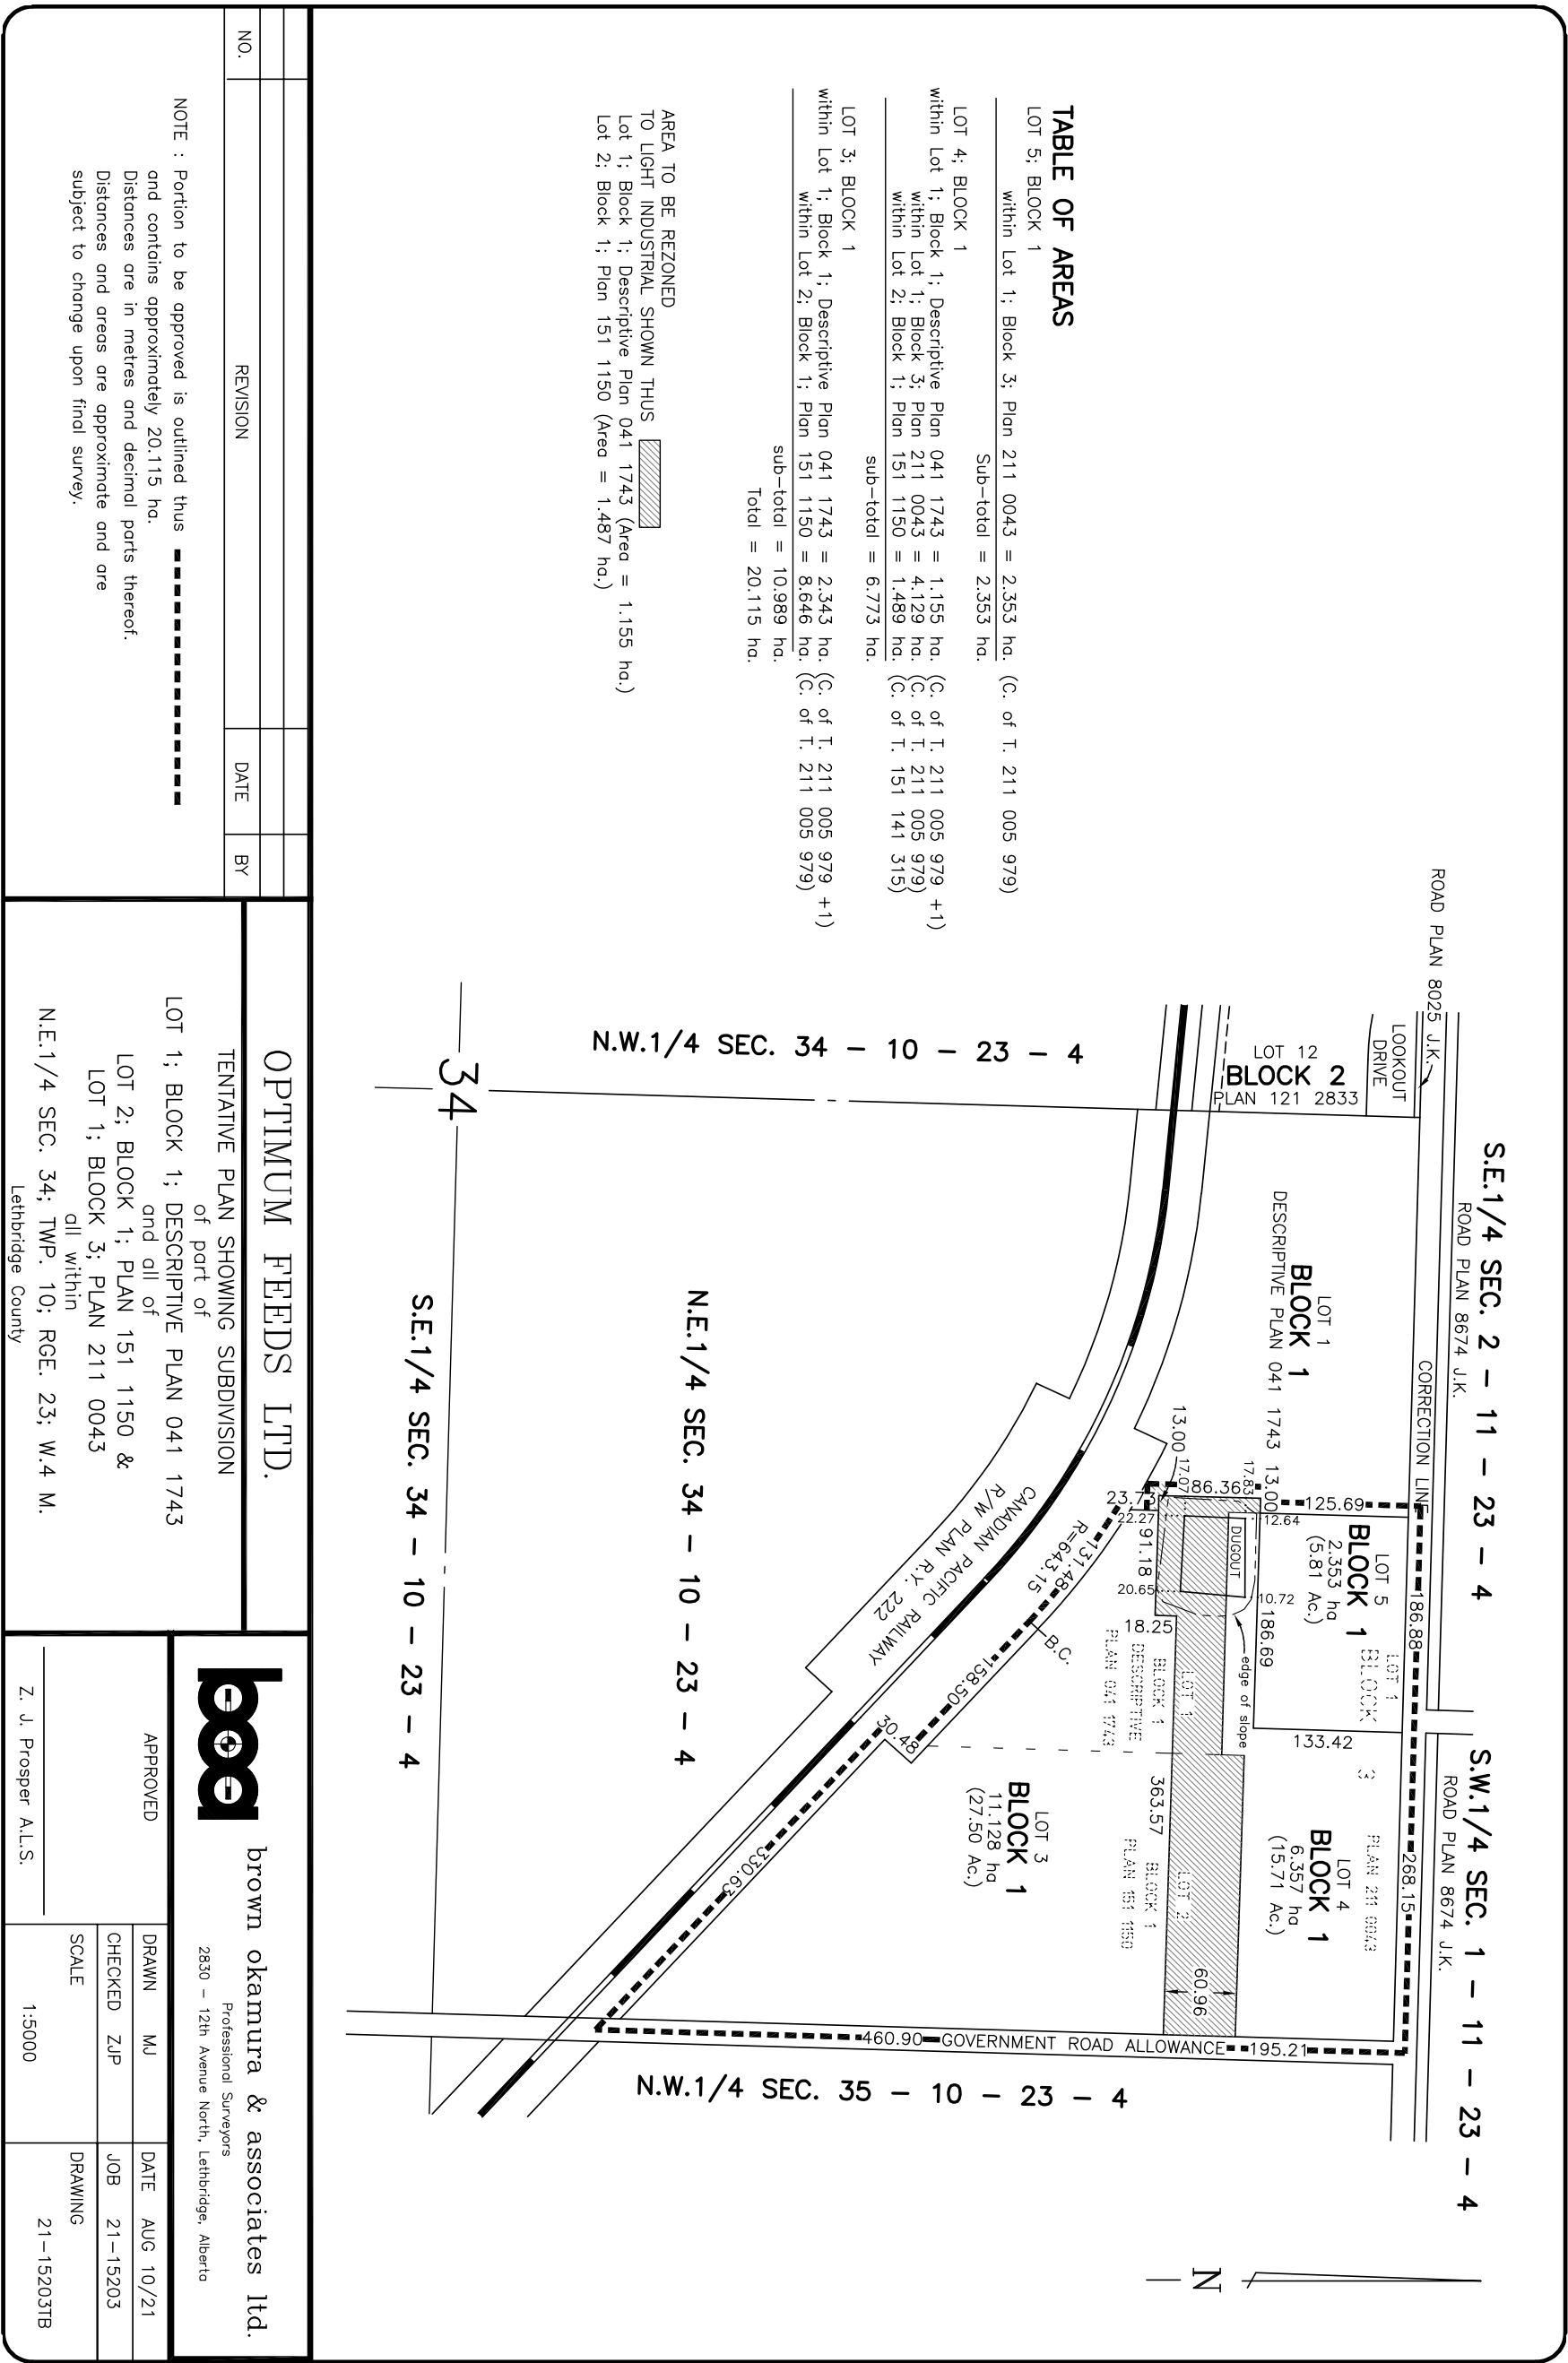 TABLE OF AREAS
LOT 5; BLOCK 1
within Lot 1; Block 3; Plan 211 0043 = 2.353 ha. (C. of T. 211 005 979)
Sub-total = 2.353 ha.
LOT 4; BLOCK 1
within Lot 1; Block 1; Descriptive Plan 041 1743 = 1.155 ha. (C. of T. 211 005 979 +1)
within Lot 1; Block 3; Plan 211 0043 = 4.129 ha. (C. of T. 211 005 979)
within Lot 2; Block 1; Plan 151 1150 = 1.489 ha. (C. of T. 151 141 315)
sub-total = 6.773 ha.
LOT 3; BLOCK 1
within Lot 1; Block 1; Descriptive Plan 041 1743 = 2.343 ha. (C. of T. 211 005 979 +1)
within Lot 2; Block 1; Plan 151 1150 = 8.646 ha. (C. of T. 211 005 979)
sub-total = 10.989 ha.
Total = 20.115 ha.
AREA TO BE REZONED
TO LIGHT INDUSTRIAL SHOWN THUS
Lot 1; Block 1; Descriptive Plan 041 1743 (Area = 1.155 ha.)
Lot 2; Block 1; Plan 151 1150 (Area = 1.487 ha.)
S.E.1/4 SEC. 2 - 11 - 23 - 4
ROAD PLAN 8674 J.K.
S.W.1/4 SEC. 1 - 11 - 23 - 4
ROAD PLAN 8674 J.K.
ROAD PLAN 8025 J.K.
CORRECTION LINE
186.88
268.15
LOOKOUT
DRIVE
LOT 12
BLOCK 2
PLAN 121 2833
LOT 1
BLOCK 1
DESCRIPTIVE PLAN 041 1743
125.69
LOT 5
BLOCK 1
2.353 ha
(5.81 Ac.)
LOT 1
BLOCK 3
PLAN 211 0043
133.42
LOT 4
BLOCK 1
6.357 ha
(15.71 Ac.)
13.00
12.64
17.83
86.36
17.07
13.00
DUGOUT
10.72
186.69
edge of slope
23.73
22.27
91.18
20.65
18.25
LOT 1
BLOCK 1
DESCRIPTIVE
PLAN 041 1743
363.57
LOT 2
BLOCK 1
PLAN 151 1150
60.96
131.48
R=643.15
B.C.
158.50
30.48
330.63
LOT 3
BLOCK 1
11.128 ha
(27.50 Ac.)
CANADIAN PACIFIC RAILWAY
R/W PLAN R.Y. 222
460.90
GOVERNMENT ROAD ALLOWANCE
195.21
N.W.1/4 SEC. 34 - 10 - 23 - 4
N.E.1/4 SEC. 34 - 10 - 23 - 4
N.W.1/4 SEC. 35 - 10 - 23 - 4
34
S.E.1/4 SEC. 34 - 10 - 23 - 4
N
NO.
REVISION
DATE
BY
NOTE : Portion to be approved is outlined thus
and contains approximately 20.115 ha.
Distances are in metres and decimal parts thereof.
Distances and areas are approximate and are
subject to change upon final survey.
OPTIMUM FEEDS LTD.
TENTATIVE PLAN SHOWING SUBDIVISION
of part of
LOT 1; BLOCK 1; DESCRIPTIVE PLAN 041 1743
and all of
LOT 2; BLOCK 1; PLAN 151 1150 &
LOT 1; BLOCK 3; PLAN 211 0043
all within
N.E.1/4 SEC. 34; TWP. 10; RGE. 23; W.4 M.
Lethbridge County
boa
brown okamura & associates ltd.
Professional Surveyors
2830 - 12th Avenue North, Lethbridge, Alberta
APPROVED
Z. J. Prosper A.L.S.
DRAWN MJ
DATE AUG 10/21
CHECKED ZJP
JOB 21-15203
SCALE
1:5000
DRAWING
21-15203TB